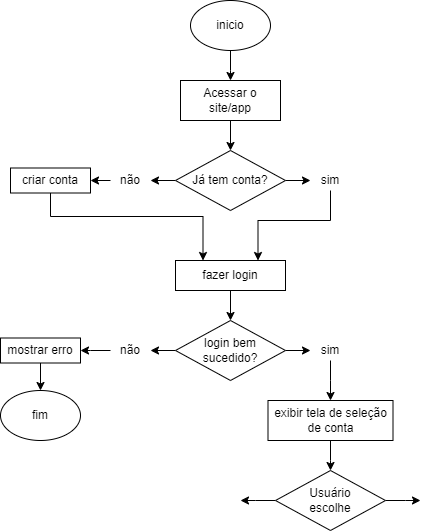 inicio
Acessar o
site/app
Já tem conta?
não
sim
criar conta
fazer login
login bem
sucedido?
não
sim
mostrar erro
fim
exibir tela de seleção
de conta
Usuário
escolhe